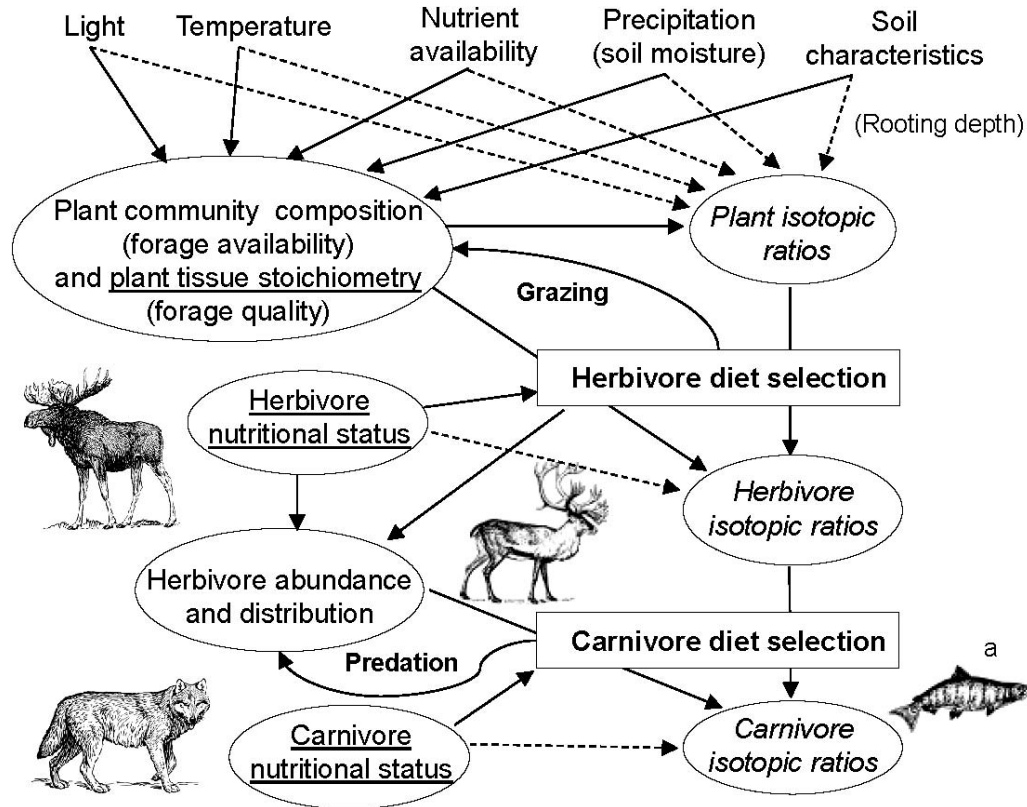 Light
Temperature
Nutrient
availability
Precipitation
(soil moisture)
Soil
characteristics
(Rooting depth)
Plant community composition
(forage availability)
and plant tissue stoichiometry
(forage quality)
Plant isotopic
ratios
Grazing
Herbivore diet selection
Herbivore
nutritional status
Herbivore
isotopic ratios
Herbivore abundance
and distribution
Carnivore diet selection
a
Predation
Carnivore
nutritional status
Carnivore
isotopic ratios